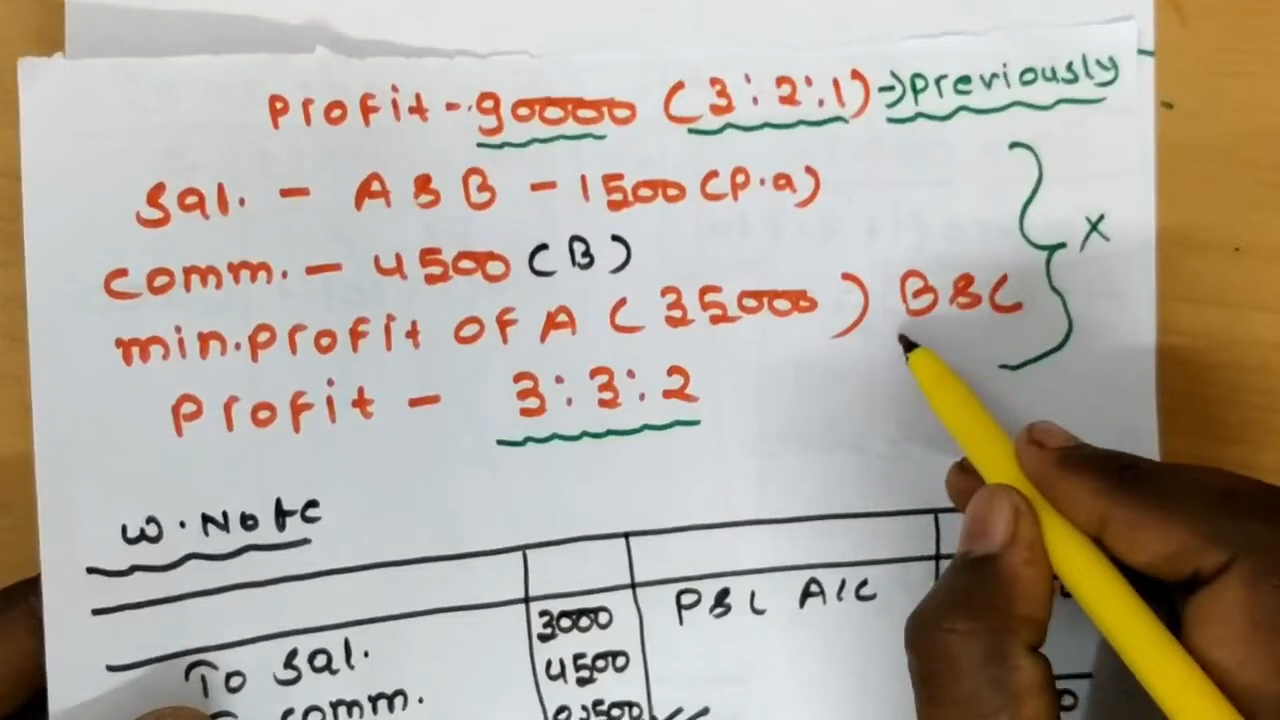 Profit - 90000 (3:2:1) → Previously
Sal. - A & B - 1500 (P.a)
comm. - 4500 (B)
min.profit of A (35000) B & C
} x
Profit - 3:3:2
W.Note
To Sal. 3000 P&L A/C
comm. 4500